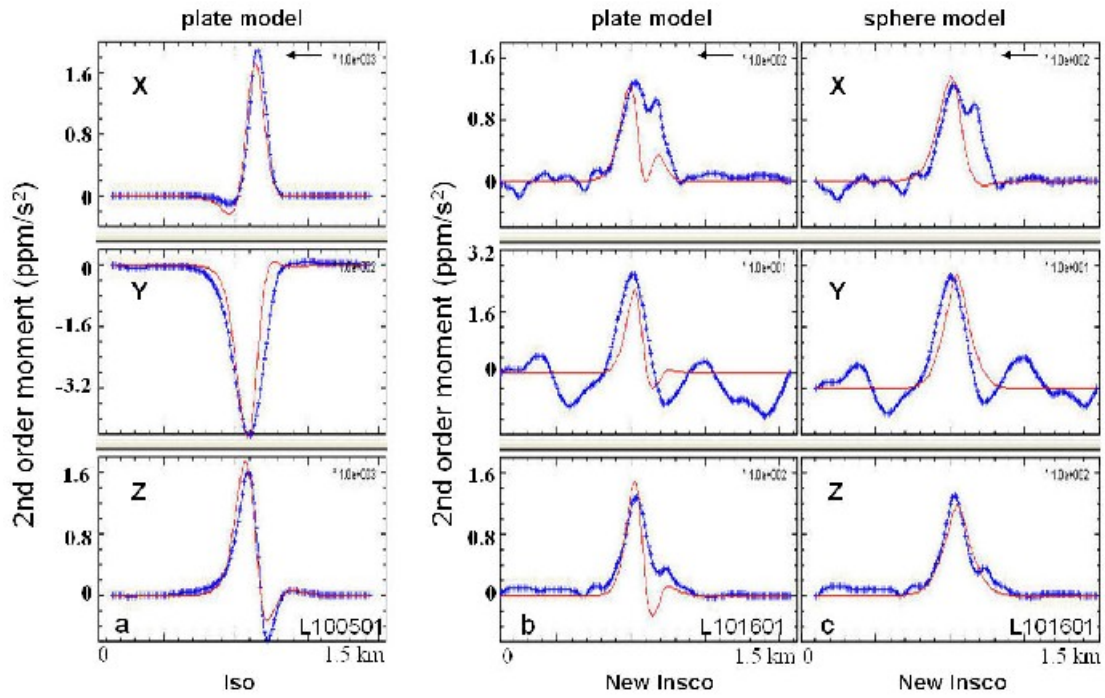 plate model
plate model
sphere model
2nd order moment (ppm/s²)
X
*1.0e+003
1.6
0.8
0
Y
*1.0e+002
0
-1.6
-3.2
Z
*1.0e+003
1.6
0.8
0
a
L100501
0
1.5 km
Iso
2nd order moment (ppm/s²)
*1.0e+002
1.6
0.8
0
*1.0e+001
3.2
1.6
0
*1.0e+002
1.6
0.8
0
b
L101601
0
1.5 km
New Insco
X
*1.0e+002
Y
*1.0e+001
Z
*1.0e+002
c
L101601
0
1.5 km
New Insco